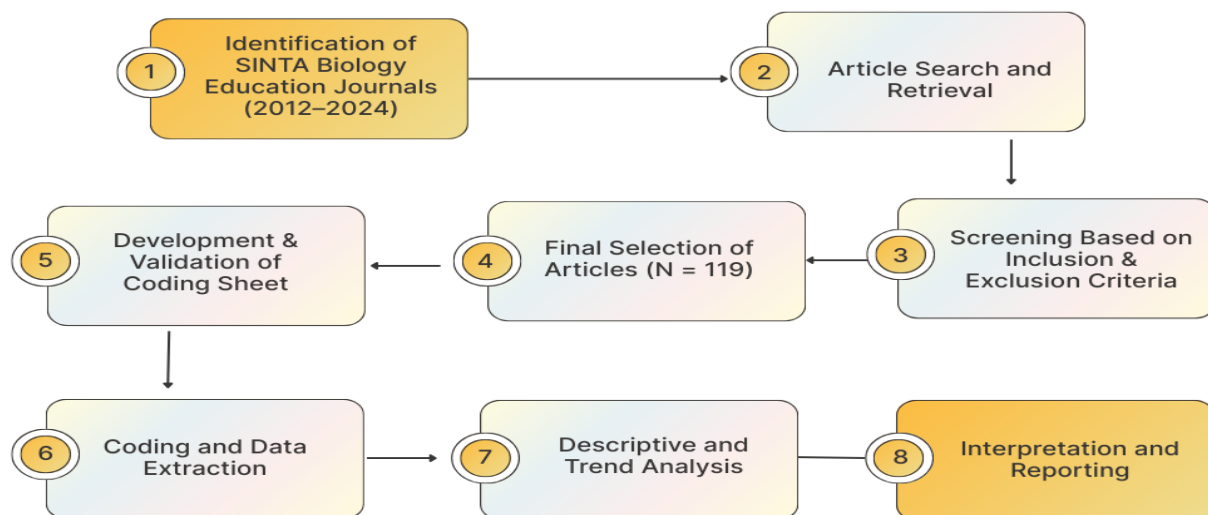 1
Identification of
SINTA Biology
Education Journals
(2012–2024)
2
Article Search and
Retrieval
3
Screening Based on
Inclusion &
Exclusion Criteria
4
Final Selection of
Articles (N = 119)
5
Development &
Validation of
Coding Sheet
6
Coding and Data
Extraction
7
Descriptive and
Trend Analysis
8
Interpretation and
Reporting